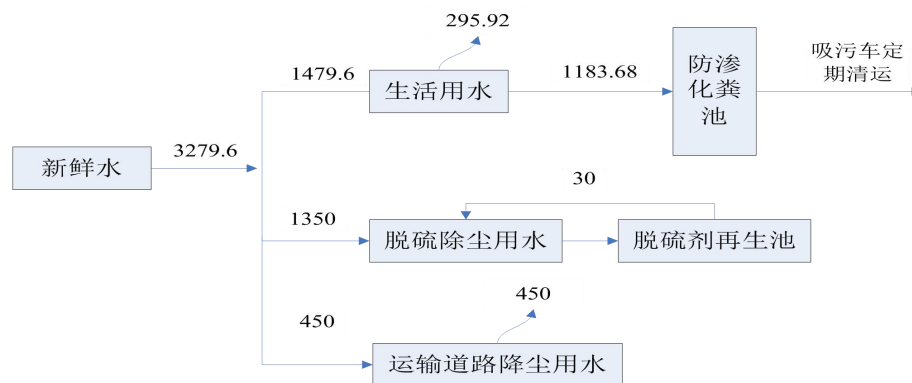 295.92
1479.6
生活用水
1183.68
防渗
化粪
池
吸污车定
期清运
新鲜水
3279.6
30
1350
脱硫除尘用水
脱硫剂再生池
450
450
运输道路降尘用水